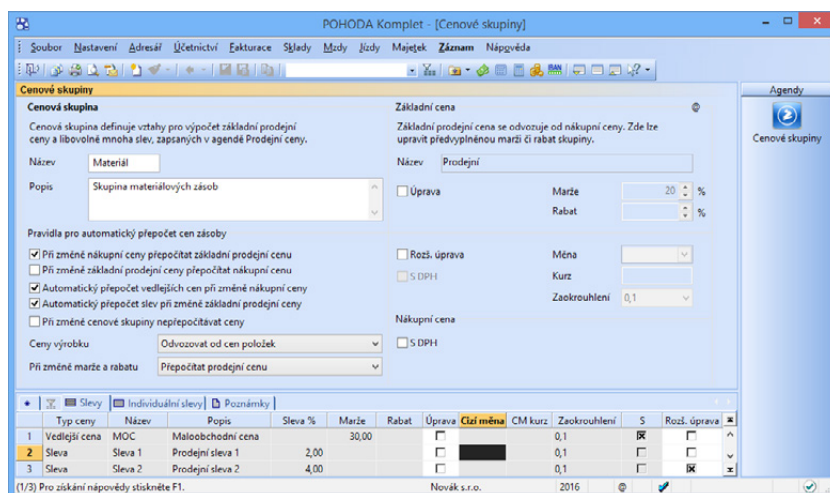 POHODA Komplet - [Cenové skupiny]
Soubor Nastavení Adresář Účetnictví Fakturace Sklady Mzdy Jízdy Majetek Záznam Nápověda
Cenové skupiny
Agendy
Cenové skupiny
Cenová skupina
Cenová skupina definuje vztahy pro výpočet základní prodejní
ceny a libovolné mnoha slev, zapsaných v agendě Prodejní ceny.
Název Materiál
Popis Skupina materiálových zásob
Pravidla pro automatický přepočet cen zásoby
Při změně nákupní ceny přepočítat základní prodejní cenu
Při změně základní prodejní ceny přepočítat nákupní cenu
Automatický přepočet vedlejších cen při změně nákupní ceny
Automatický přepočet slev při změně základní prodejní ceny
Při změně cenové skupiny nepřepočítávat ceny
Ceny výrobku Odvozovat od cen položek
Při změně marže a rabatu Přepočítat prodejní cenu
Základní cena @
Základní prodejní cena se odvozuje od nákupní ceny. Zde lze
upravit předvyplněnou marži či rabat skupiny.
Název Prodejní
Úprava Marže 20 %
Rabat %
Rozš. úprava Měna
S DPH Kurz
Zaokrouhlení 0,1
Nákupní cena
S DPH
Slevy Individuální slevy Poznámky
Typ ceny Název Popis Sleva % Marže Rabat Úprava Cizí měna CM kurz Zaokrouhlení S Rozš. úprava
1 Vedlejší cena MOC Maloobchodní cena 30,00 0,1
2 Sleva Sleva 1 Prodejní sleva 1 2,00 0,1
3 Sleva Sleva 2 Prodejní sleva 2 4,00 0,1
(1/3) Pro získání nápovědy stiskněte F1. Novák s.r.o. 2016 @